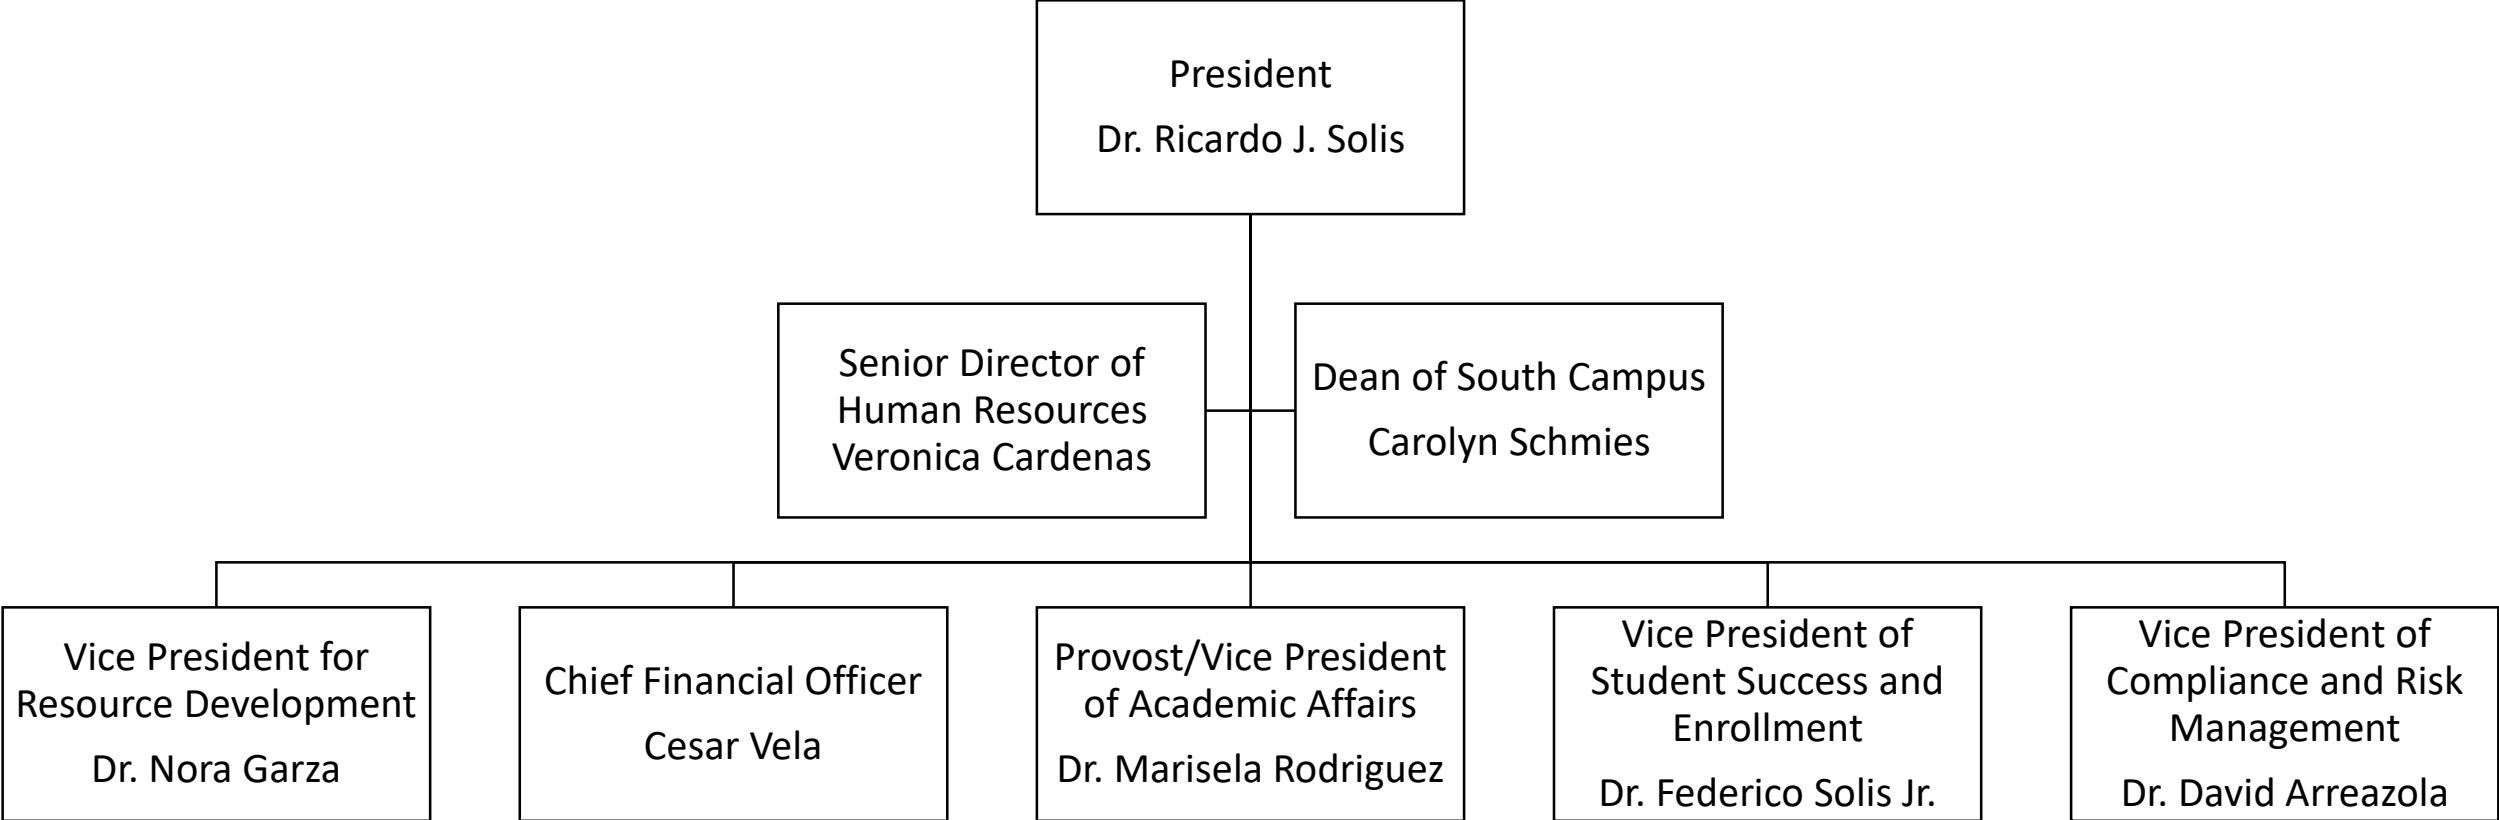 President
Dr. Ricardo J. Solis
Senior Director of
Human Resources
Veronica Cardenas
Dean of South Campus
Carolyn Schmies
Vice President for
Resource Development
Dr. Nora Garza
Chief Financial Officer
Cesar Vela
Provost/Vice President
of Academic Affairs
Dr. Marisela Rodriguez
Vice President of
Student Success and
Enrollment
Dr. Federico Solis Jr.
Vice President of
Compliance and Risk
Management
Dr. David Arreazola